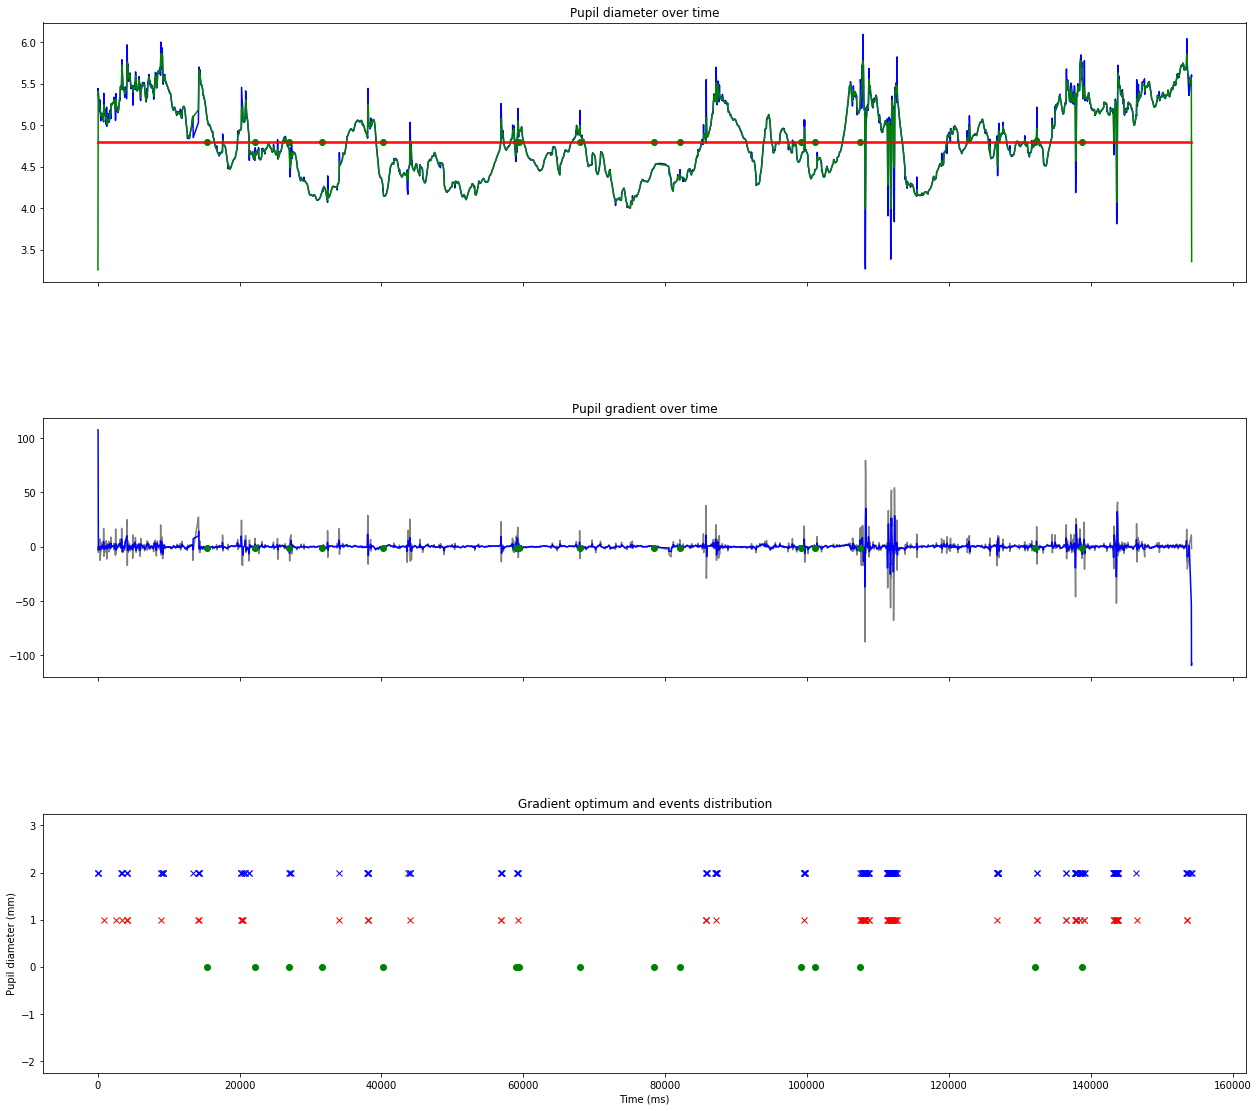 Pupil diameter over time
6.0
5.5
5.0
4.5
4.0
3.5
Pupil gradient over time
100
50
0
−50
−100
Gradient optimum and events distribution
3
2
1
0
−1
−2
Pupil diameter (mm)
0 20000 40000 60000 80000 100000 120000 140000 160000
Time (ms)